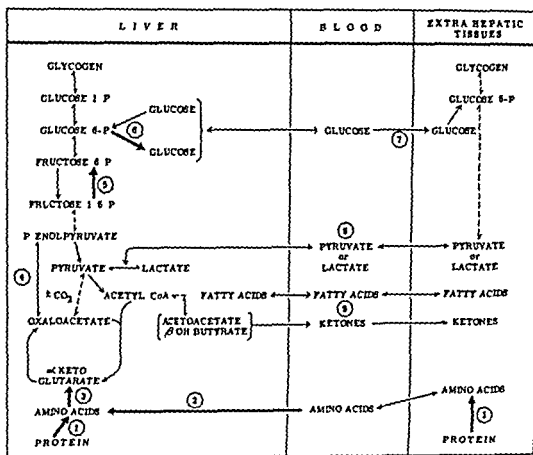 LIVER
BLOOD
EXTRA HEPATIC
TISSUES
GLYCOGEN
GLUCOSE 1 P
GLUCOSE 6-P
GLUCOSE
6
GLUCOSE
FRUCTOSE 6 P
5
FRUCTOSE 1 6 P
P ENOLPYRUVATE
PYRUVATE
LACTATE
4
± CO2
ACETYL CoA
FATTY ACIDS
OXALOACETATE
ACETOACETATE
β OH BUTYRATE
∝ KETO
GLUTARATE
3
AMINO ACIDS
2
1
PROTEIN
GLUCOSE
7
8
PYRUVATE
or
LACTATE
FATTY ACIDS
9
KETONES
AMINO ACIDS
GLYCOGEN
GLUCOSE 6-P
GLUCOSE
PYRUVATE
or
LACTATE
FATTY ACIDS
KETONES
AMINO ACIDS
1
PROTEIN